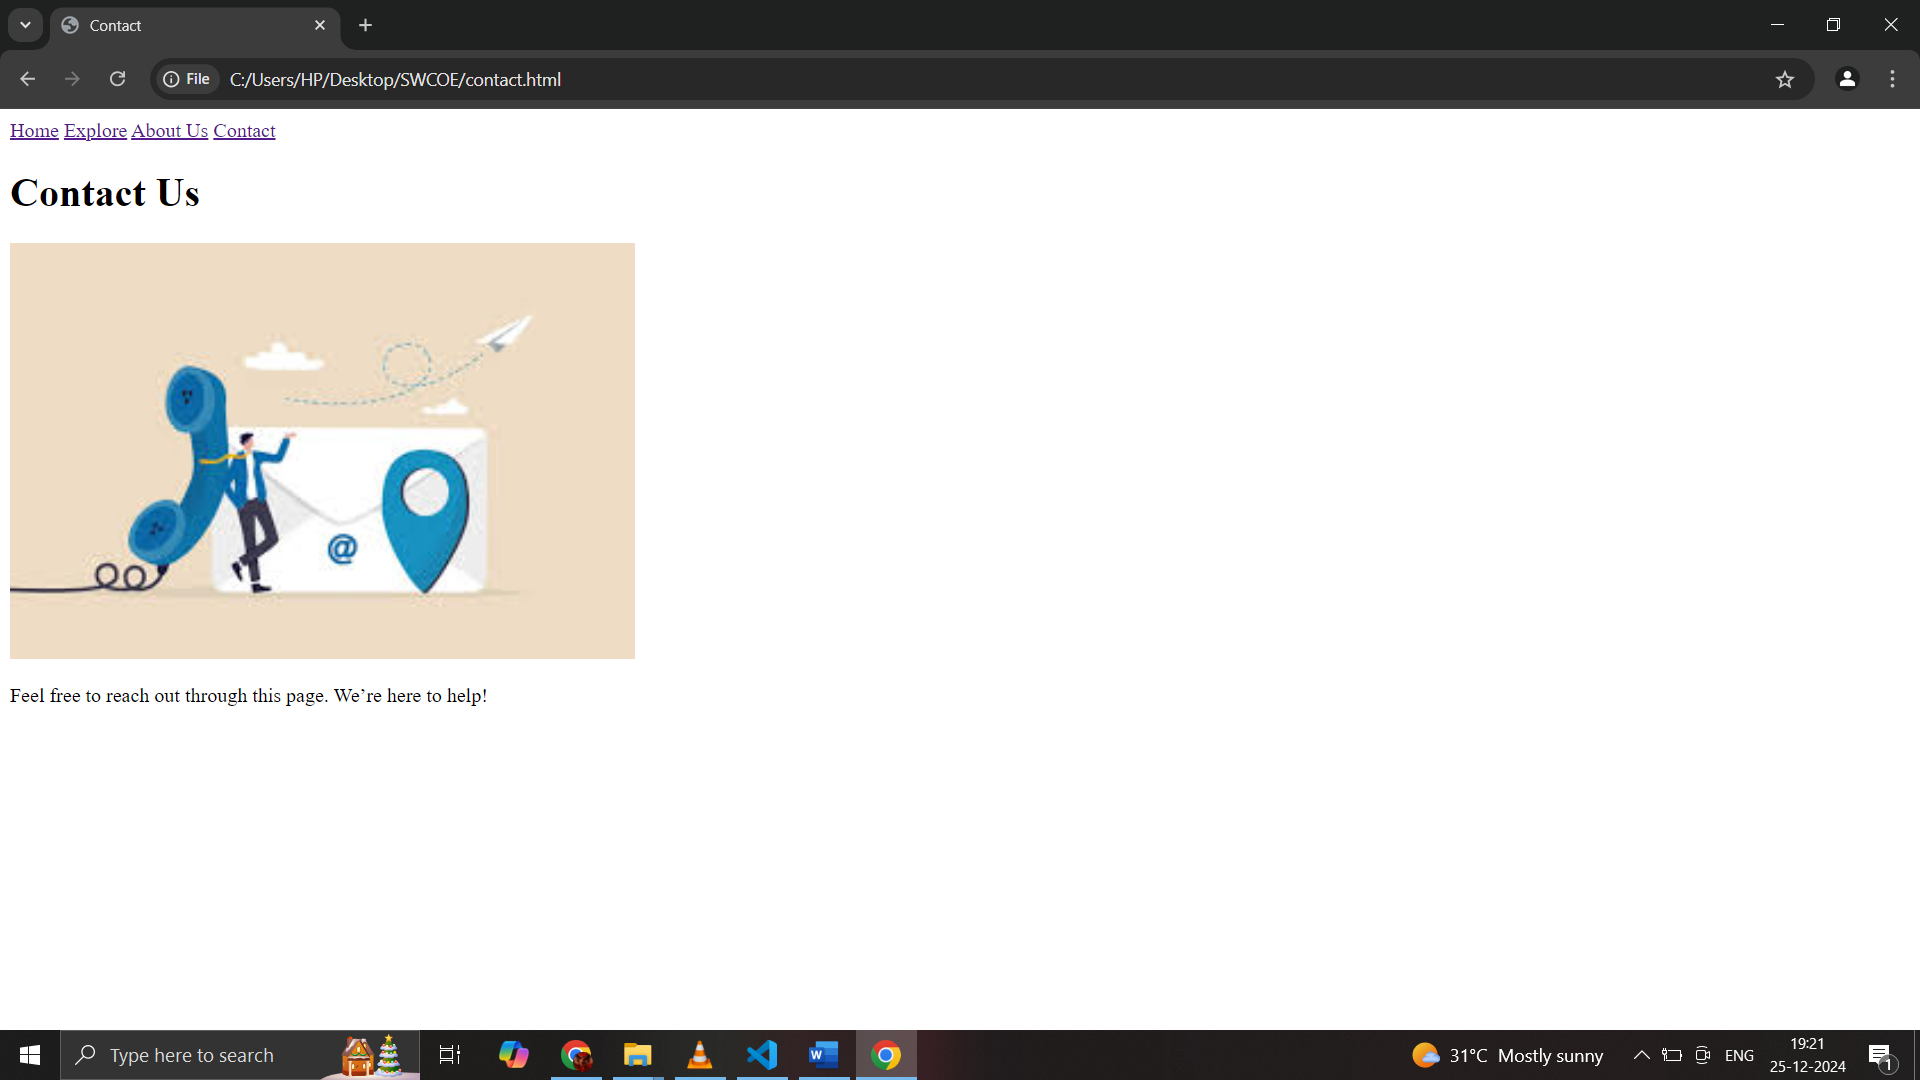 Contact
File C:/Users/HP/Desktop/SWCOE/contact.html
Home Explore About Us Contact
Contact Us
@
Feel free to reach out through this page. We’re here to help!
Type here to search
W
31°C Mostly sunny
ENG
19:21
25-12-2024
1